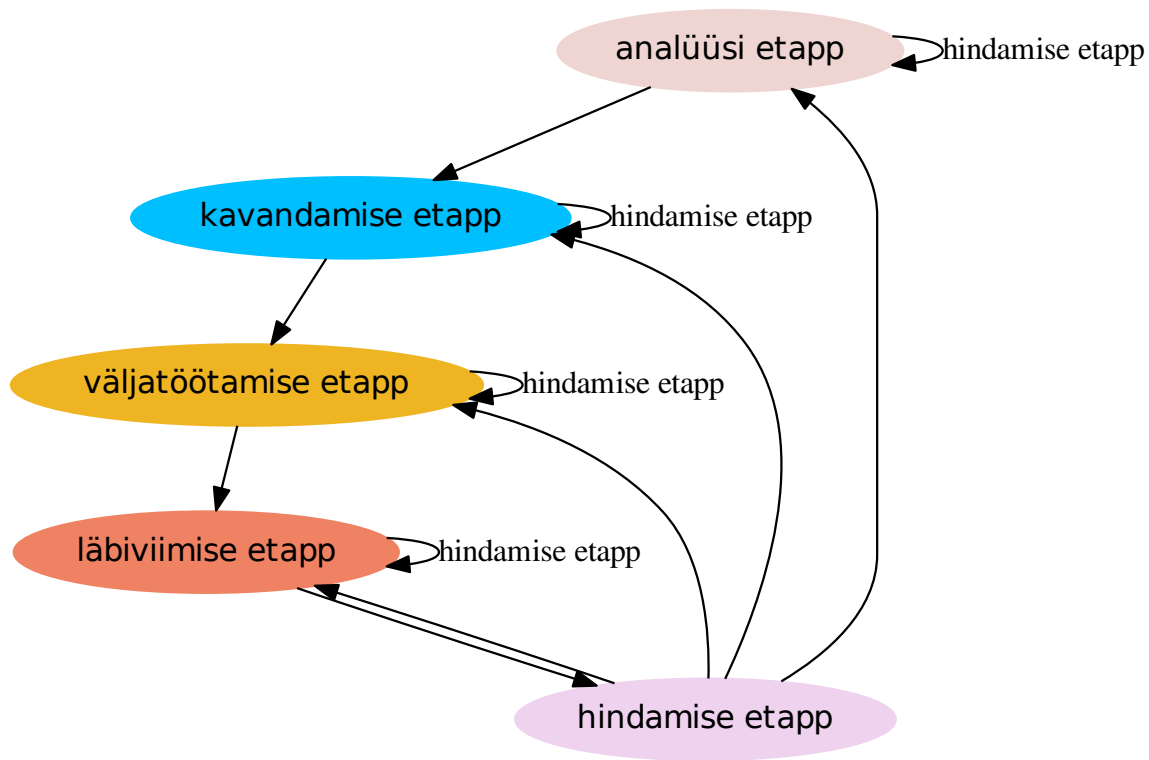 analüüsi etapp
hindamise etapp
kavandamise etapp
hindamise etapp
väljatöötamise etapp
hindamise etapp
läbiviimise etapp
hindamise etapp
hindamise etapp